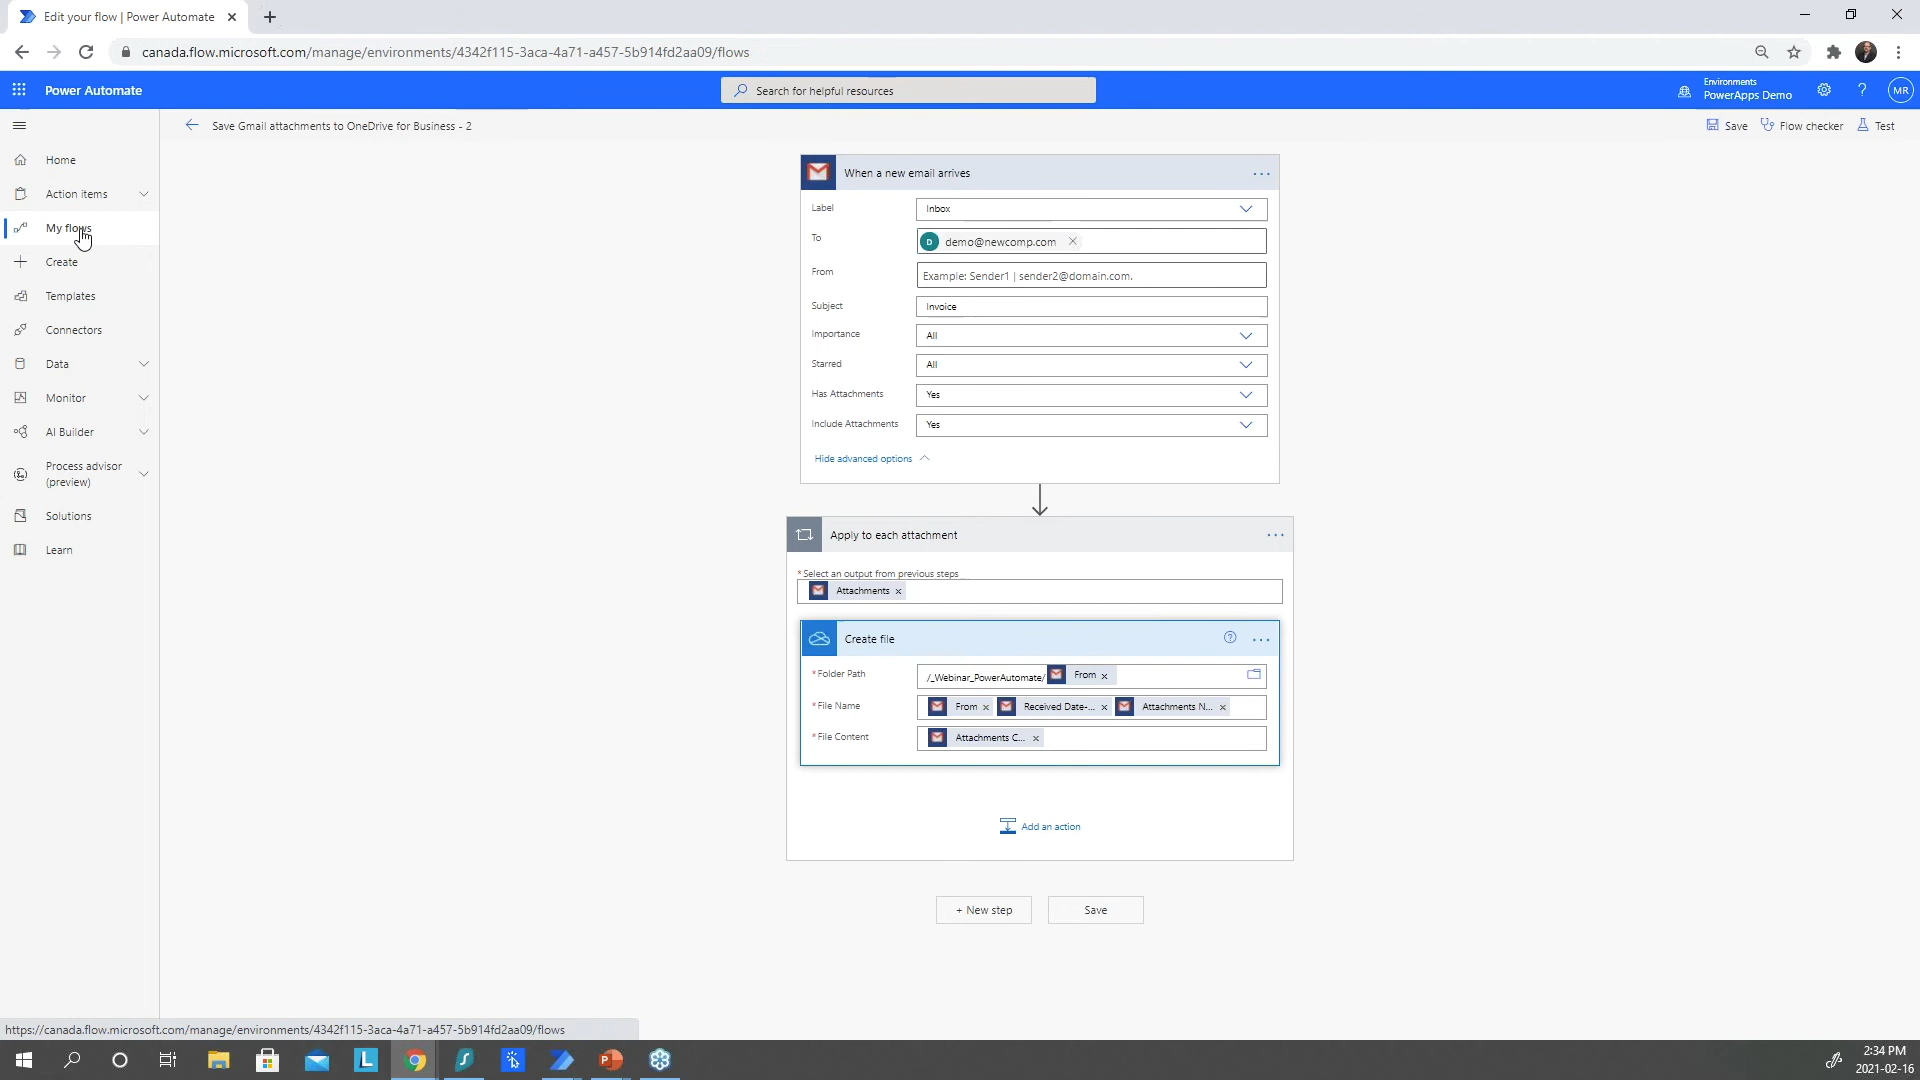 Edit your flow | Power Automate
canada.flow.microsoft.com/manage/environments/4342f115-3aca-4a71-a457-5b914fd2aa09/flows
Power Automate
Search for helpful resources
Environments
PowerApps Demo
?
MR
Save Gmail attachments to OneDrive for Business - 2
Save
Flow checker
Test
Home
Action items
My flows
Create
Templates
Connectors
Data
Monitor
AI Builder
Process advisor
(preview)
Solutions
Learn
When a new email arrives
Label
Inbox
To
D
demo@newcomp.com
From
Example: Sender1 | sender2@domain.com.
Subject
Invoice
Importance
All
Starred
All
Has Attachments
Yes
Include Attachments
Yes
Hide advanced options
Apply to each attachment
* Select an output from previous steps
Attachments
Create file
* Folder Path
/_Webinar_PowerAutomate/ From
* File Name
From Received Date-... Attachments N...
* File Content
Attachments C...
Add an action
+ New step
Save
https://canada.flow.microsoft.com/manage/environments/4342f115-3aca-4a71-a457-5b914fd2aa09/flows
L
P
2:34 PM
2021-02-16